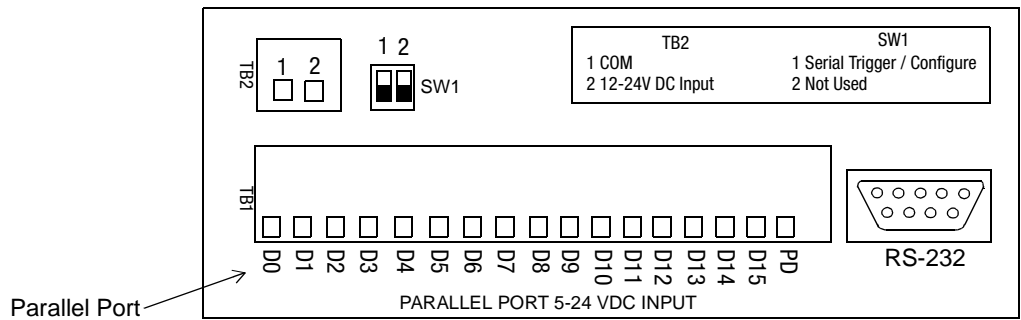 TB2
1 2
1 2
SW1
TB2
SW1
1 COM
1 Serial Trigger / Configure
2 12-24V DC Input
2 Not Used
TB1
D0 D1 D2 D3 D4 D5 D6 D7 D8 D9 D10 D11 D12 D13 D14 D15 PD
RS-232
Parallel Port
PARALLEL PORT 5-24 VDC INPUT